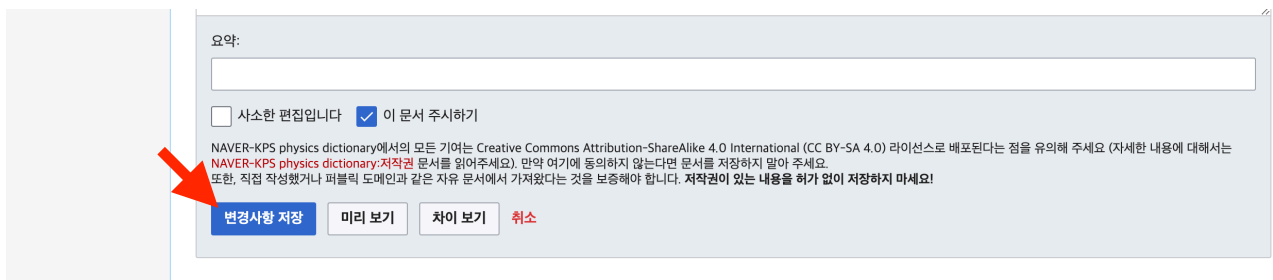 요약:
사소한 편집입니다 이 문서 주시하기
NAVER-KPS physics dictionary에서의 모든 기여는 Creative Commons Attribution-ShareAlike 4.0 International (CC BY-SA 4.0) 라이선스로 배포된다는 점을 유의해 주세요 (자세한 내용에 대해서는
NAVER-KPS physics dictionary:저작권 문서를 읽어주세요). 만약 여기에 동의하지 않는다면 문서를 저장하지 말아 주세요.
또한, 직접 작성했거나 퍼블릭 도메인과 같은 자유 문서에서 가져왔다는 것을 보증해야 합니다. 저작권이 있는 내용을 허가 없이 저장하지 마세요!
변경사항 저장 미리 보기 차이 보기 취소